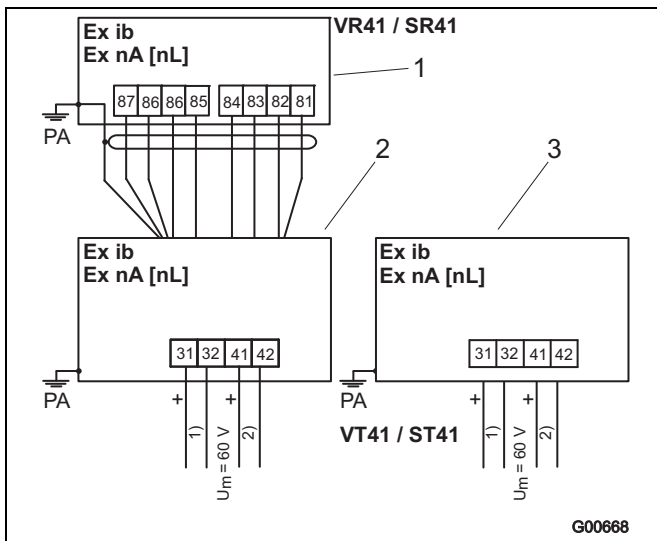 Ex ib
Ex nA [nL]
VR41 / SR41
1
87 86 86 85 84 83 82 81
PA
2
3
Ex ib
Ex nA [nL]
31 32 41 42
PA
+ +
1)
Um = 60 V
2)
Ex ib
Ex nA [nL]
31 32 41 42
PA
+ +
VT41 / ST41
1)
Um = 60 V
2)
G00668